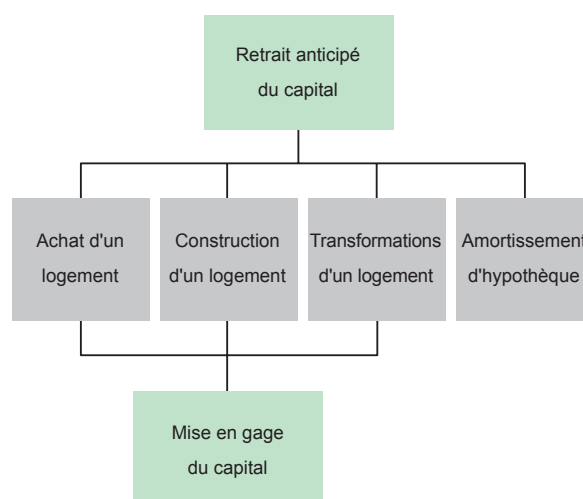 Retrait anticipé
du capital
Achat d'un
logement
Construction
d'un logement
Transformations
d'un logement
Amortissement
d'hypothèque
Mise en gage
du capital